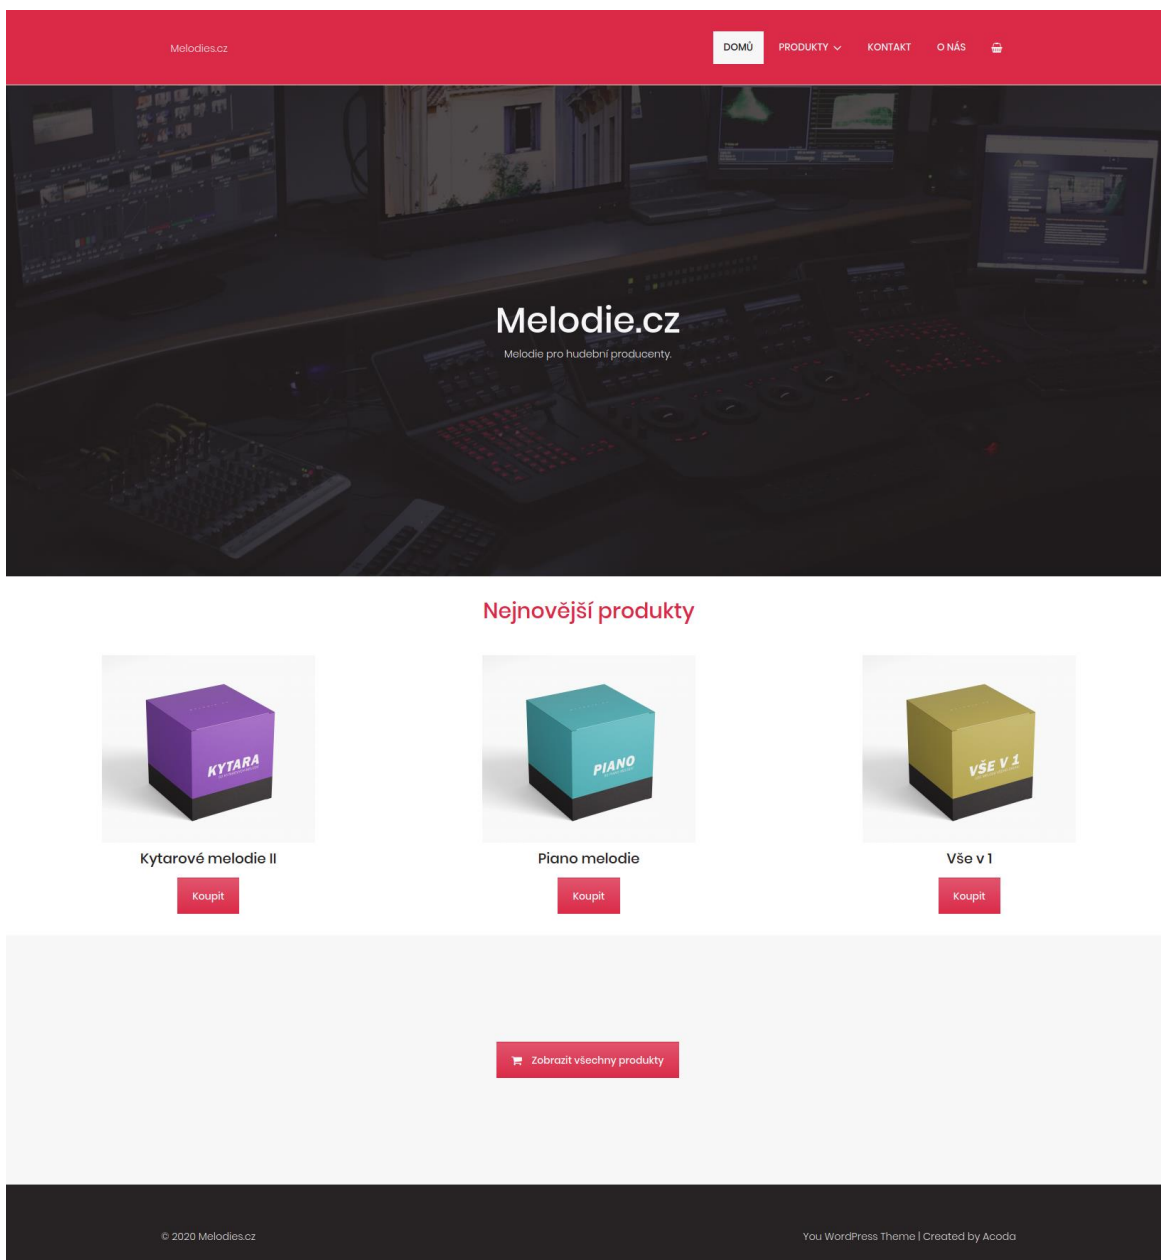 Melodies.cz
DOMŮ PRODUKTY KONTAKT O NÁS
Melodie.cz
Melodie pro hudební producenty.
Nejnovější produkty
KYTARA
PIANO
VŠE V 1
Kytarové melodie II
Piano melodie
Vše v 1
Koupit
Koupit
Koupit
Zobrazit všechny produkty
© 2020 Melodies.cz
You WordPress Theme | Created by Acoda